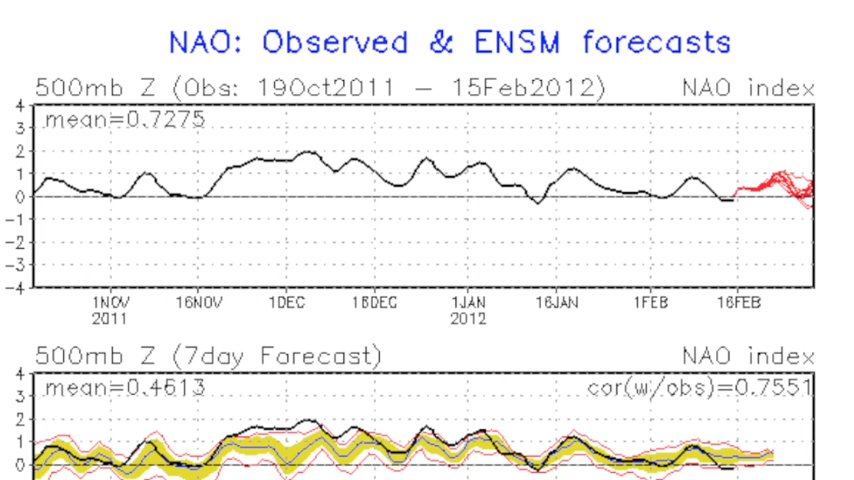 NAO: Observed & ENSM forecasts
500mb Z (Obs: 19Oct2011 – 15Feb2012) NAO index
mean=0.7275
4
3
2
1
0
-1
-2
-3
-4
1NOV 16NOV 1DEC 16DEC 1JAN 16JAN 1FEB 16FEB
2011 2012
500mb Z (7day Forecast) NAO index
mean=0.4613 cor(w/obs)=0.7551
4
3
2
1
0